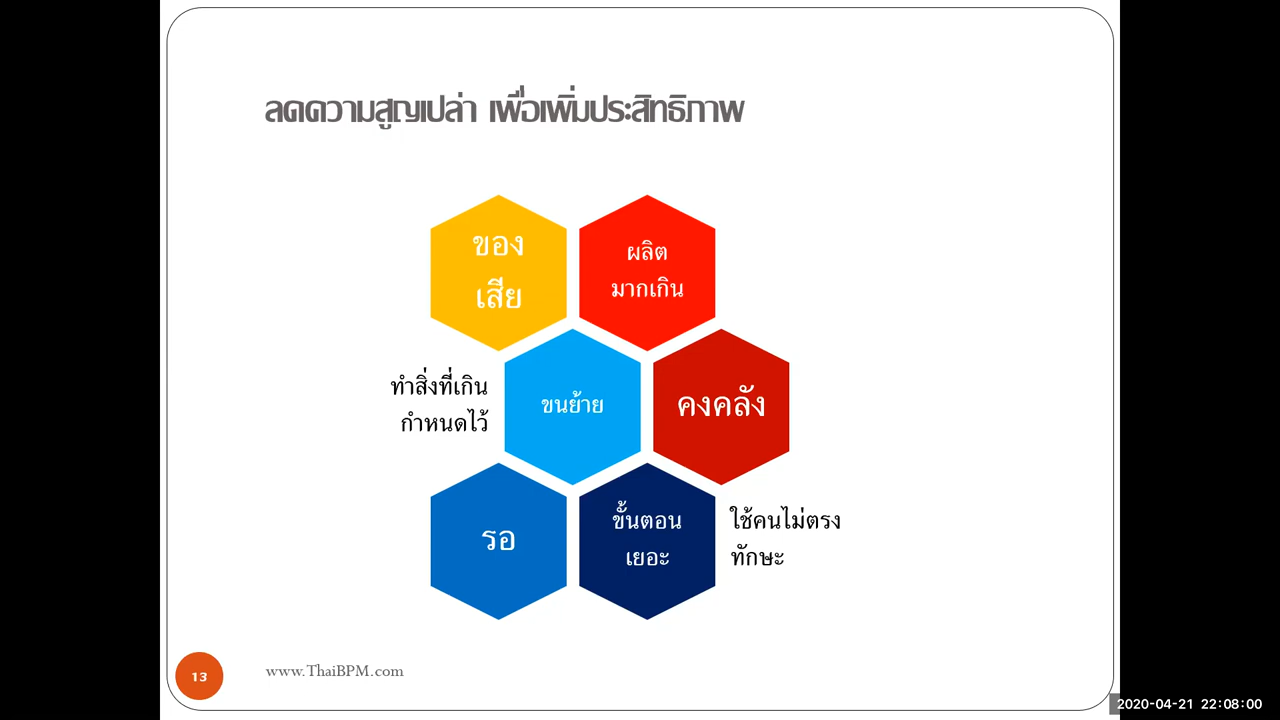 ลดความสูญเปล่า เพื่อเพิ่มประสิทธิภาพ
ของ
เสีย
ผลิต
มากเกิน
ทำสิ่งที่เกิน
กำหนดไว้
ขนย้าย
คงคลัง
รอ
ขั้นตอน
เยอะ
ใช้คนไม่ตรง
ทักษะ
13
www.ThaiBPM.com
2020-04-21 22:08:00